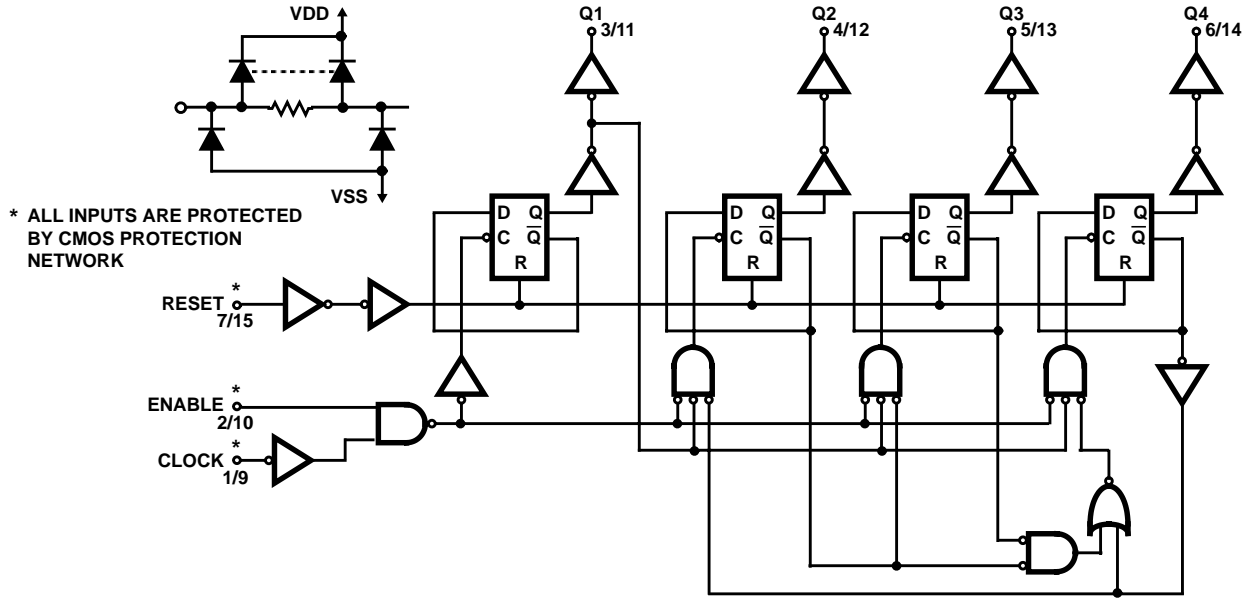 VDD
Q1
3/11
Q2
4/12
Q3
5/13
Q4
6/14
VSS
* ALL INPUTS ARE PROTECTED
BY CMOS PROTECTION
NETWORK
D Q
C Q
R
D Q
C Q
R
D Q
C Q
R
D Q
C Q
R
RESET *
7/15
ENABLE *
2/10
CLOCK *
1/9